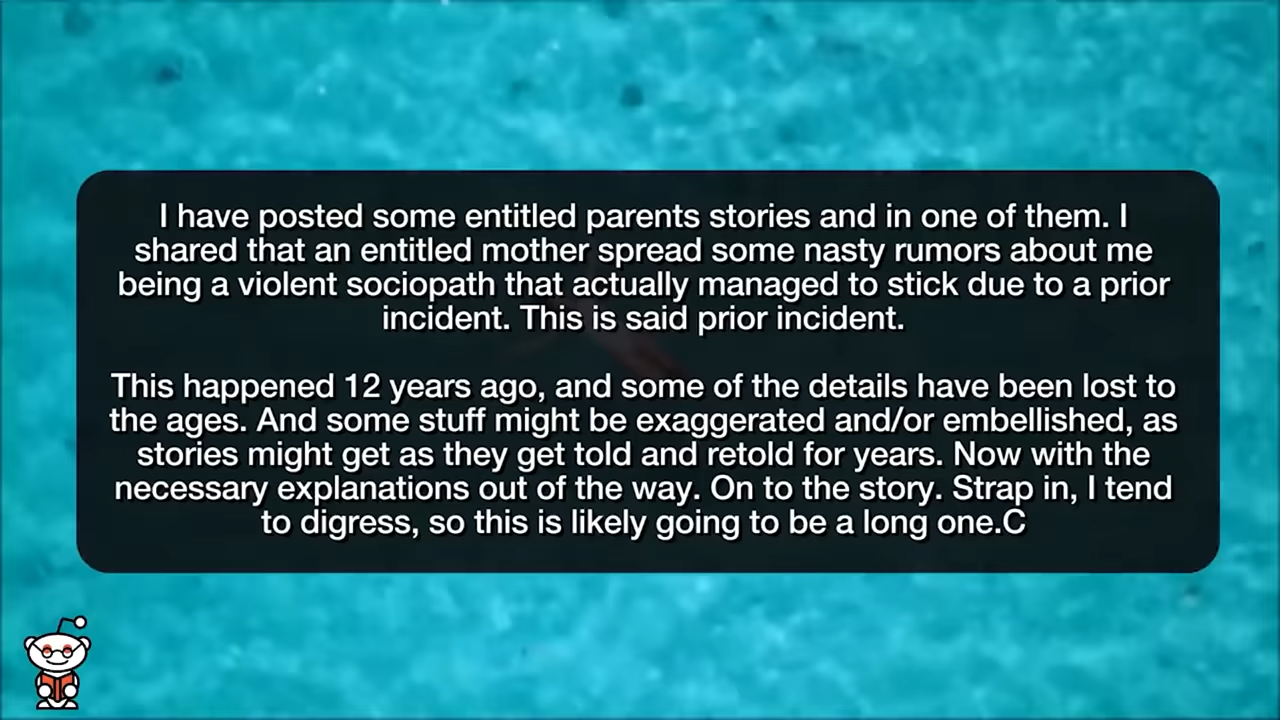 I have posted some entitled parents stories and in one of them. I
shared that an entitled mother spread some nasty rumors about me
being a violent sociopath that actually managed to stick due to a prior
incident. This is said prior incident.
This happened 12 years ago, and some of the details have been lost to
the ages. And some stuff might be exaggerated and/or embellished, as
stories might get as they get told and retold for years. Now with the
necessary explanations out of the way. On to the story. Strap in, I tend
to digress, so this is likely going to be a long one.C